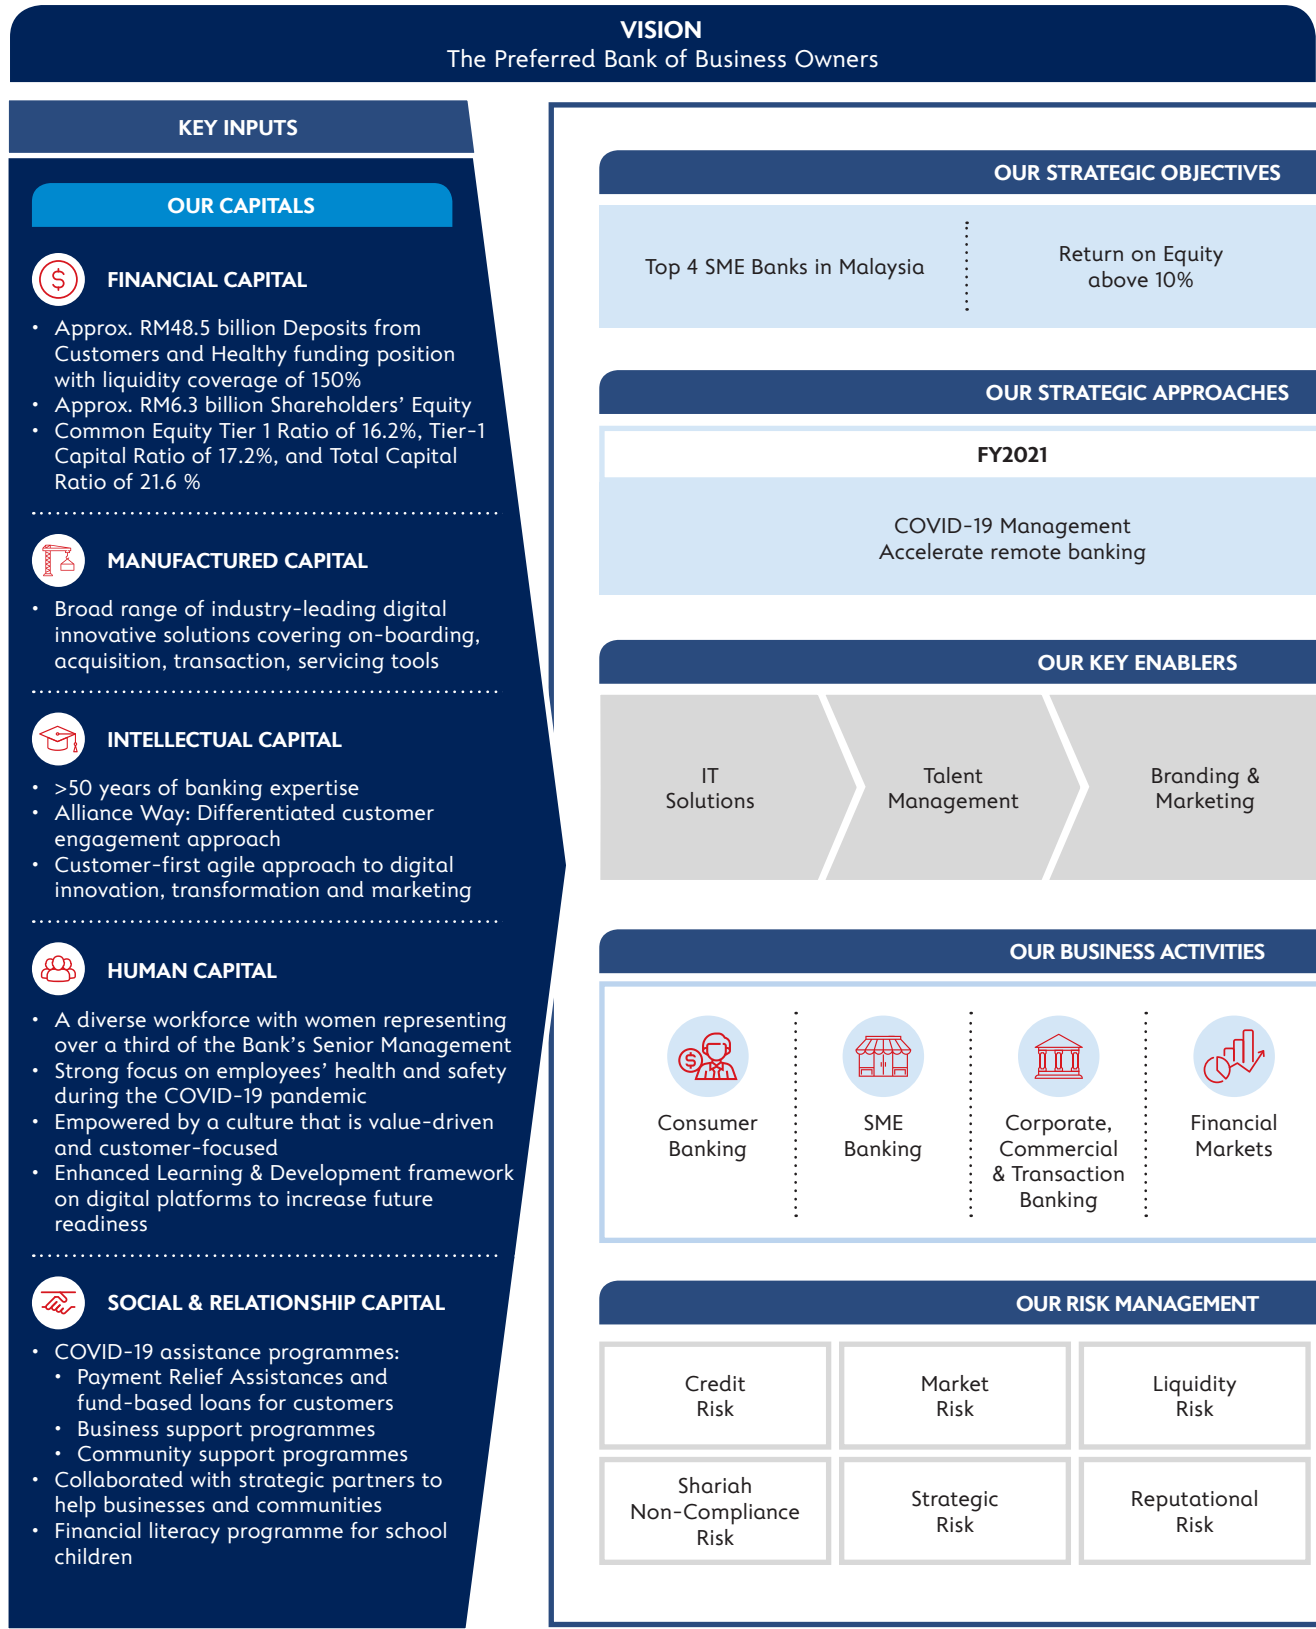 VISION
The Preferred Bank of Business Owners
KEY INPUTS
OUR CAPITALS
$
FINANCIAL CAPITAL
• Approx. RM48.5 billion Deposits from
Customers and Healthy funding position
with liquidity coverage of 150%
• Approx. RM6.3 billion Shareholders’ Equity
• Common Equity Tier 1 Ratio of 16.2%, Tier-1
Capital Ratio of 17.2%, and Total Capital
Ratio of 21.6 %
MANUFACTURED CAPITAL
• Broad range of industry-leading digital
innovative solutions covering on-boarding,
acquisition, transaction, servicing tools
INTELLECTUAL CAPITAL
• >50 years of banking expertise
• Alliance Way: Differentiated customer
engagement approach
• Customer-first agile approach to digital
innovation, transformation and marketing
HUMAN CAPITAL
• A diverse workforce with women representing
over a third of the Bank’s Senior Management
• Strong focus on employees’ health and safety
during the COVID-19 pandemic
• Empowered by a culture that is value-driven
and customer-focused
• Enhanced Learning & Development framework
on digital platforms to increase future
readiness
SOCIAL & RELATIONSHIP CAPITAL
• COVID-19 assistance programmes:
• Payment Relief Assistances and
fund-based loans for customers
• Business support programmes
• Community support programmes
• Collaborated with strategic partners to
help businesses and communities
• Financial literacy programme for school
children
OUR STRATEGIC OBJECTIVES
Top 4 SME Banks in Malaysia
Return on Equity
above 10%
OUR STRATEGIC APPROACHES
FY2021
COVID-19 Management
Accelerate remote banking
OUR KEY ENABLERS
IT
Solutions
Talent
Management
Branding &
Marketing
OUR BUSINESS ACTIVITIES
$
Consumer
Banking
SME
Banking
Corporate,
Commercial
& Transaction
Banking
Financial
Markets
OUR RISK MANAGEMENT
Credit
Risk
Market
Risk
Liquidity
Risk
Shariah
Non-Compliance
Risk
Strategic
Risk
Reputational
Risk